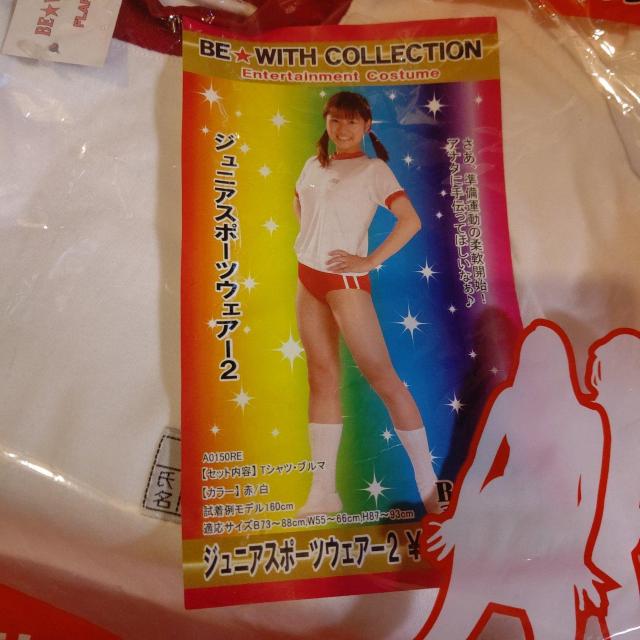 BE★
FLAP
BE★WITH COLLECTION
Entertainment Costume
ジュニアスポーツウェアー2
さあ、準備運動の柔軟開始!
アナタに手伝ってほしいなぁ♪
氏名
A0150RE
【セット内容】Tシャツ・ブルマ
【カラー】赤/白
試着例モデル160cm
適応サイズB73~88cm,W55~66cm,H87~93cm
ジュニアスポーツウェアー2 ¥